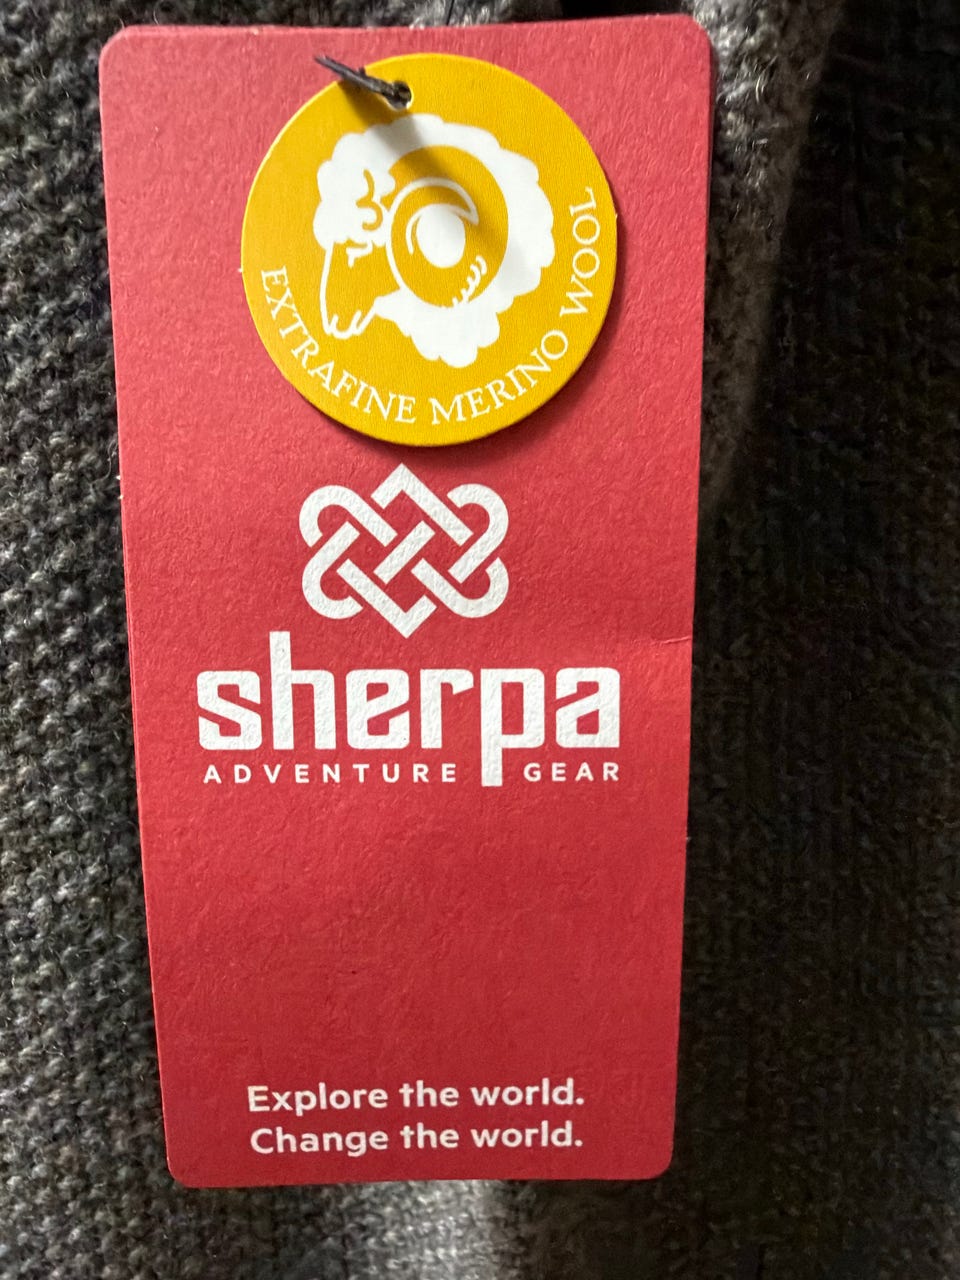 EXTRAFINE MERINO WOOL
sherpa
ADVENTURE GEAR
Explore the world.
Change the world.